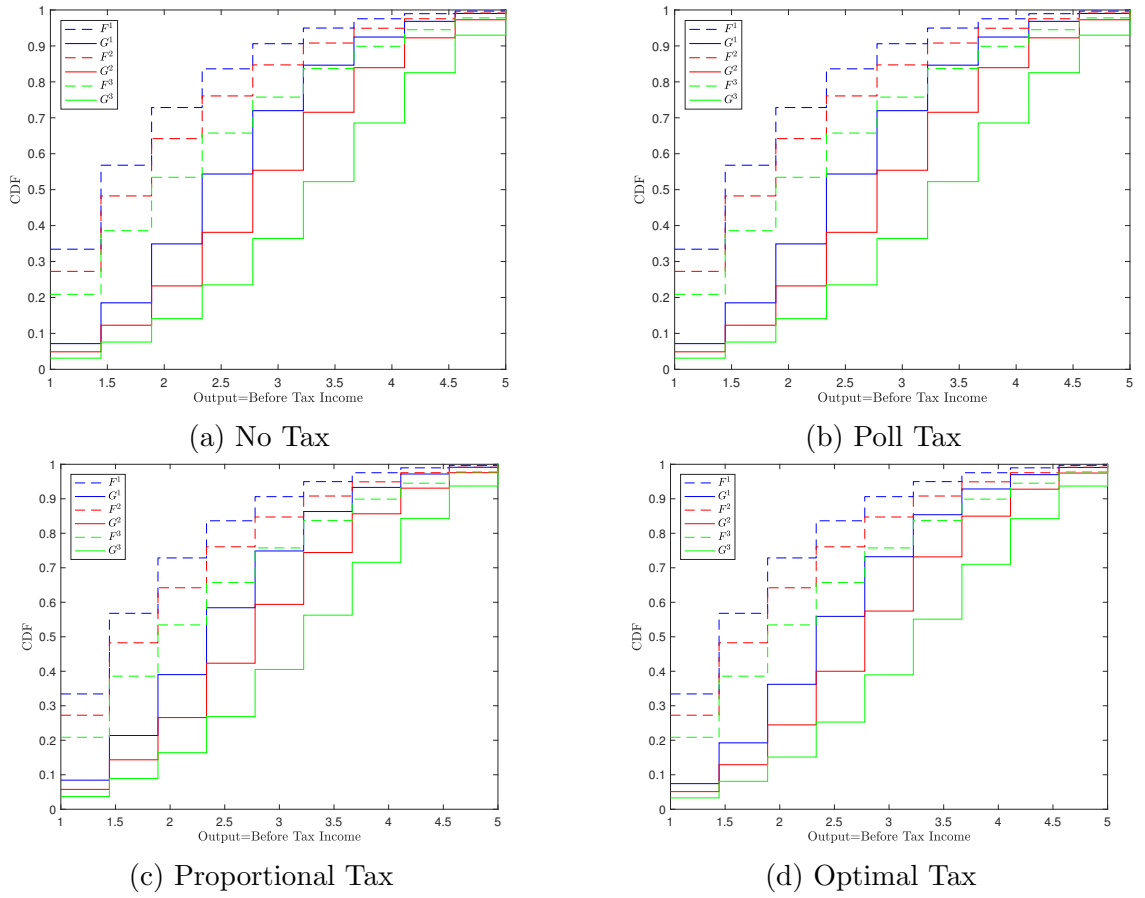 1
0.9
0.8
0.7
0.6
0.5
0.4
0.3
0.2
0.1
0
CDF
F¹
G¹
F²
G²
F³
G³
1 1.5 2 2.5 3 3.5 4 4.5 5
Output=Before Tax Income
(a) No Tax
1
0.9
0.8
0.7
0.6
0.5
0.4
0.3
0.2
0.1
0
CDF
F¹
G¹
F²
G²
F³
G³
1 1.5 2 2.5 3 3.5 4 4.5 5
Output=Before Tax Income
(b) Poll Tax
1
0.9
0.8
0.7
0.6
0.5
0.4
0.3
0.2
0.1
0
CDF
F¹
G¹
F²
G²
F³
G³
1 1.5 2 2.5 3 3.5 4 4.5 5
Output=Before Tax Income
(c) Proportional Tax
1
0.9
0.8
0.7
0.6
0.5
0.4
0.3
0.2
0.1
0
CDF
F¹
G¹
F²
G²
F³
G³
1 1.5 2 2.5 3 3.5 4 4.5 5
Output=Before Tax Income
(d) Optimal Tax